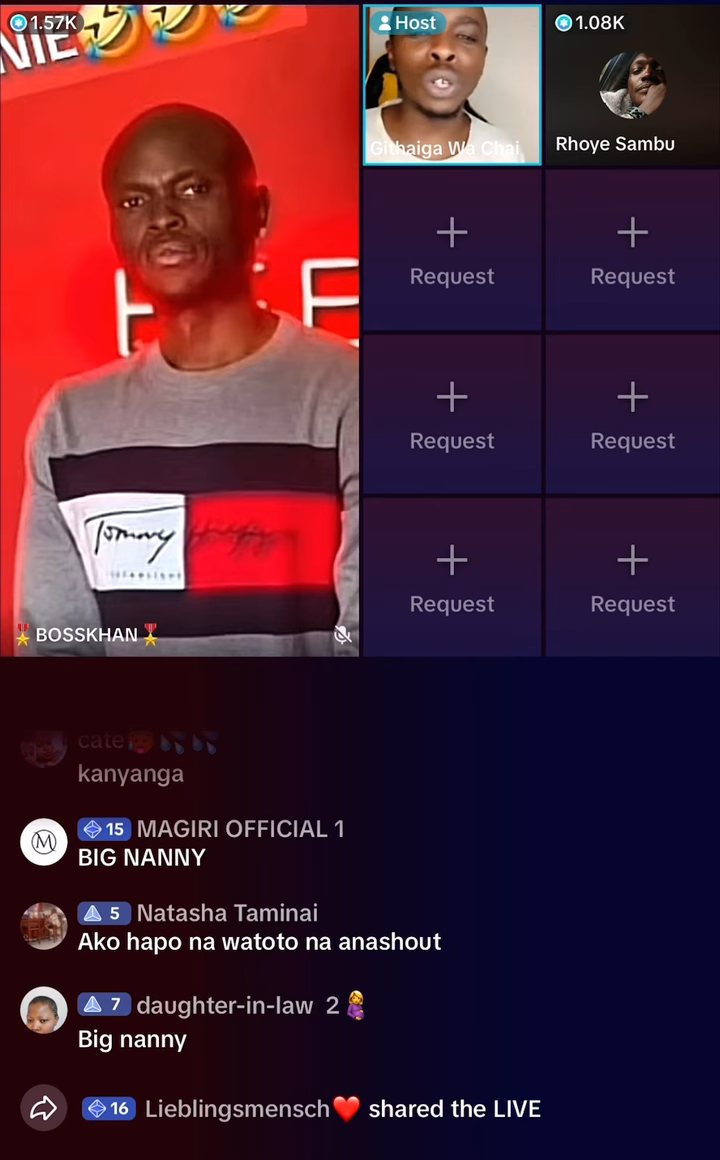 1.57K
NIE🤣🤣🤣
Tommy
🎖️BOSSKHAN🎖️
Host
Githaiga Wa Chai
1.08K
Rhoye Sambu
Request
Request
Request
Request
Request
Request
cate🥵💦💦
kanyanga
15 MAGIRI OFFICIAL 1
BIG NANNY
5 Natasha Taminai
Ako hapo na watoto na anashout
7 daughter-in-law 2🤰
Big nanny
16 Lieblingsmensch❤️ shared the LIVE